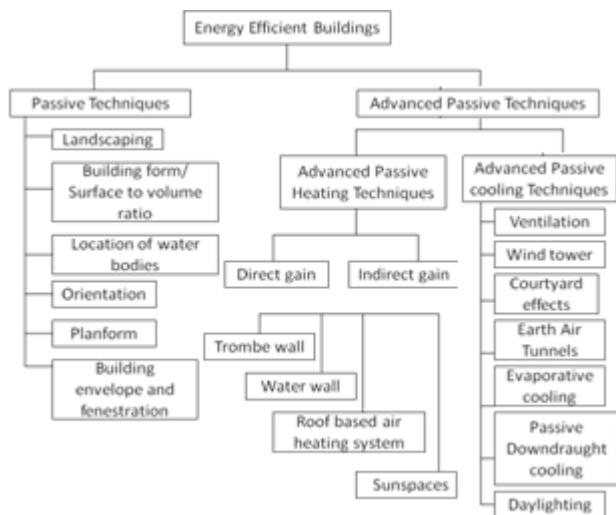 Energy Efficient Buildings
Passive Techniques
Landscaping
Building form/
Surface to volume
ratio
Location of water
bodies
Orientation
Planform
Building
envelope and
fenestration
Advanced Passive Techniques
Advanced Passive
Heating Techniques
Direct gain
Indirect gain
Trombe wall
Water wall
Roof based air
heating system
Sunspaces
Advanced Passive
cooling Techniques
Ventilation
Wind tower
Courtyard
effects
Earth Air
Tunnels
Evaporative
cooling
Passive
Downdraught
cooling
Daylighting